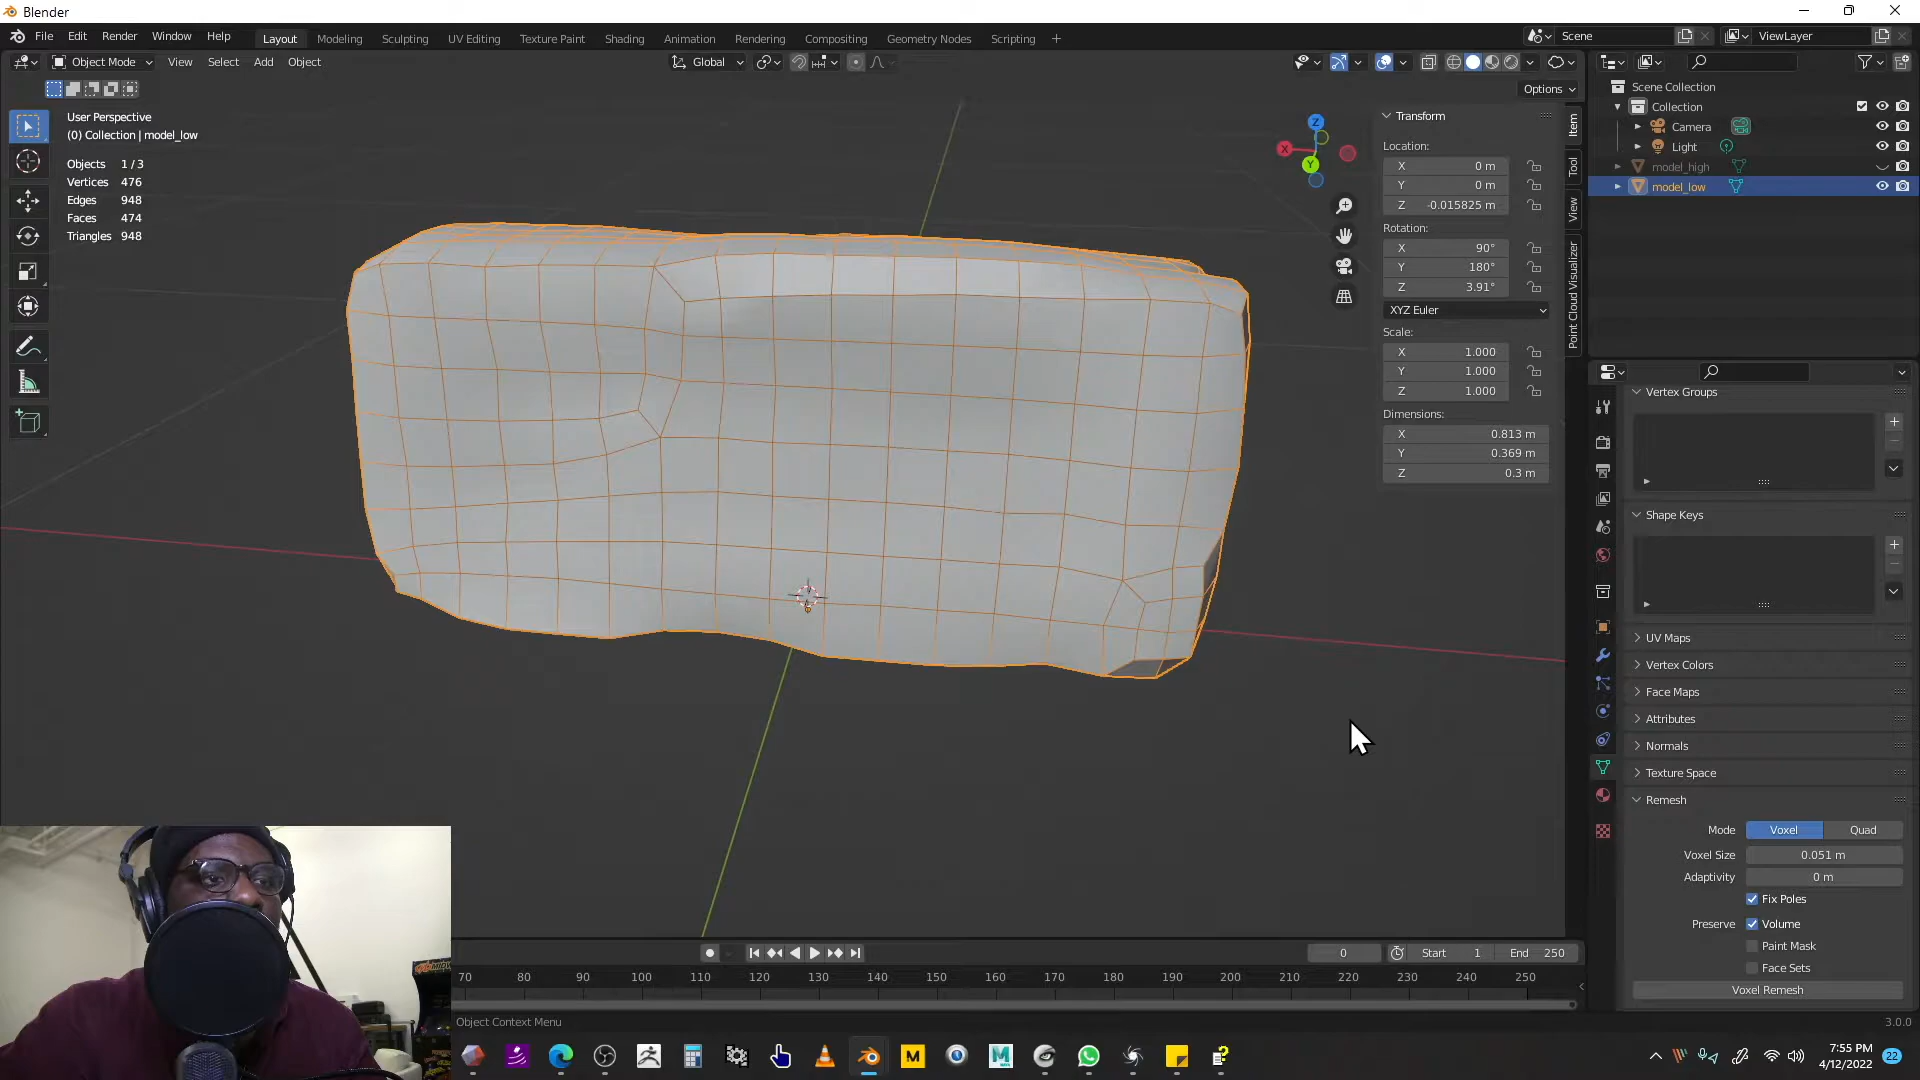 Blender
File Edit Render Window Help Layout Modeling Sculpting UV Editing Texture Paint Shading Animation Rendering Compositing Geometry Nodes Scripting + Scene ViewLayer
Object Mode View Select Add Object Global
Options
User Perspective
(0) Collection | model_low
Objects 1 / 3
Vertices 476
Edges 948
Faces 474
Triangles 948
Z
X
Y
Transform
Location:
X 0 m
Y 0 m
Z -0.015825 m
Rotation:
X 90°
Y 180°
Z 3.91°
XYZ Euler
Scale:
X 1.000
Y 1.000
Z 1.000
Dimensions:
X 0.813 m
Y 0.369 m
Z 0.3 m
Item
Tool
View
Point Cloud Visualizer
Scene Collection
Collection
Camera
Light
model_high
model_low
Vertex Groups
Shape Keys
UV Maps
Vertex Colors
Face Maps
Attributes
Normals
Texture Space
Remesh
Mode Voxel Quad
Voxel Size 0.051 m
Adaptivity 0 m
Fix Poles
Preserve Volume
Paint Mask
Face Sets
Voxel Remesh
0 Start 1 End 250
70 80 90 100 110 120 130 140 150 160 170 180 190 200 210 220 230 240 250
Object Context Menu
3.0.0
7:55 PM
4/12/2022
22